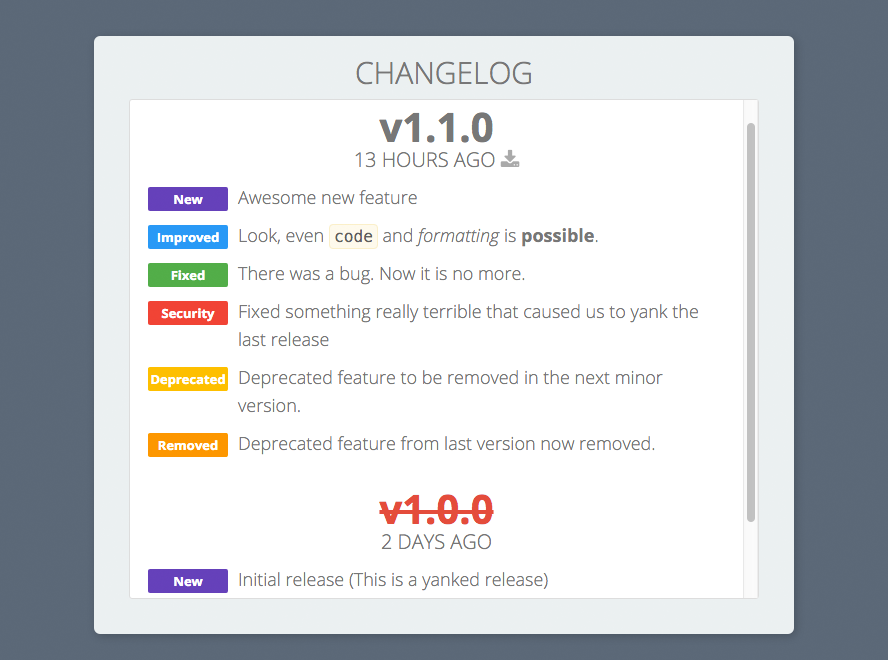 CHANGELOG
v1.1.0
13 HOURS AGO
New Awesome new feature
Improved Look, even code and formatting is possible.
Fixed There was a bug. Now it is no more.
Security Fixed something really terrible that caused us to yank the
last release
Deprecated Deprecated feature to be removed in the next minor
version.
Removed Deprecated feature from last version now removed.
v1.0.0
2 DAYS AGO
New Initial release (This is a yanked release)